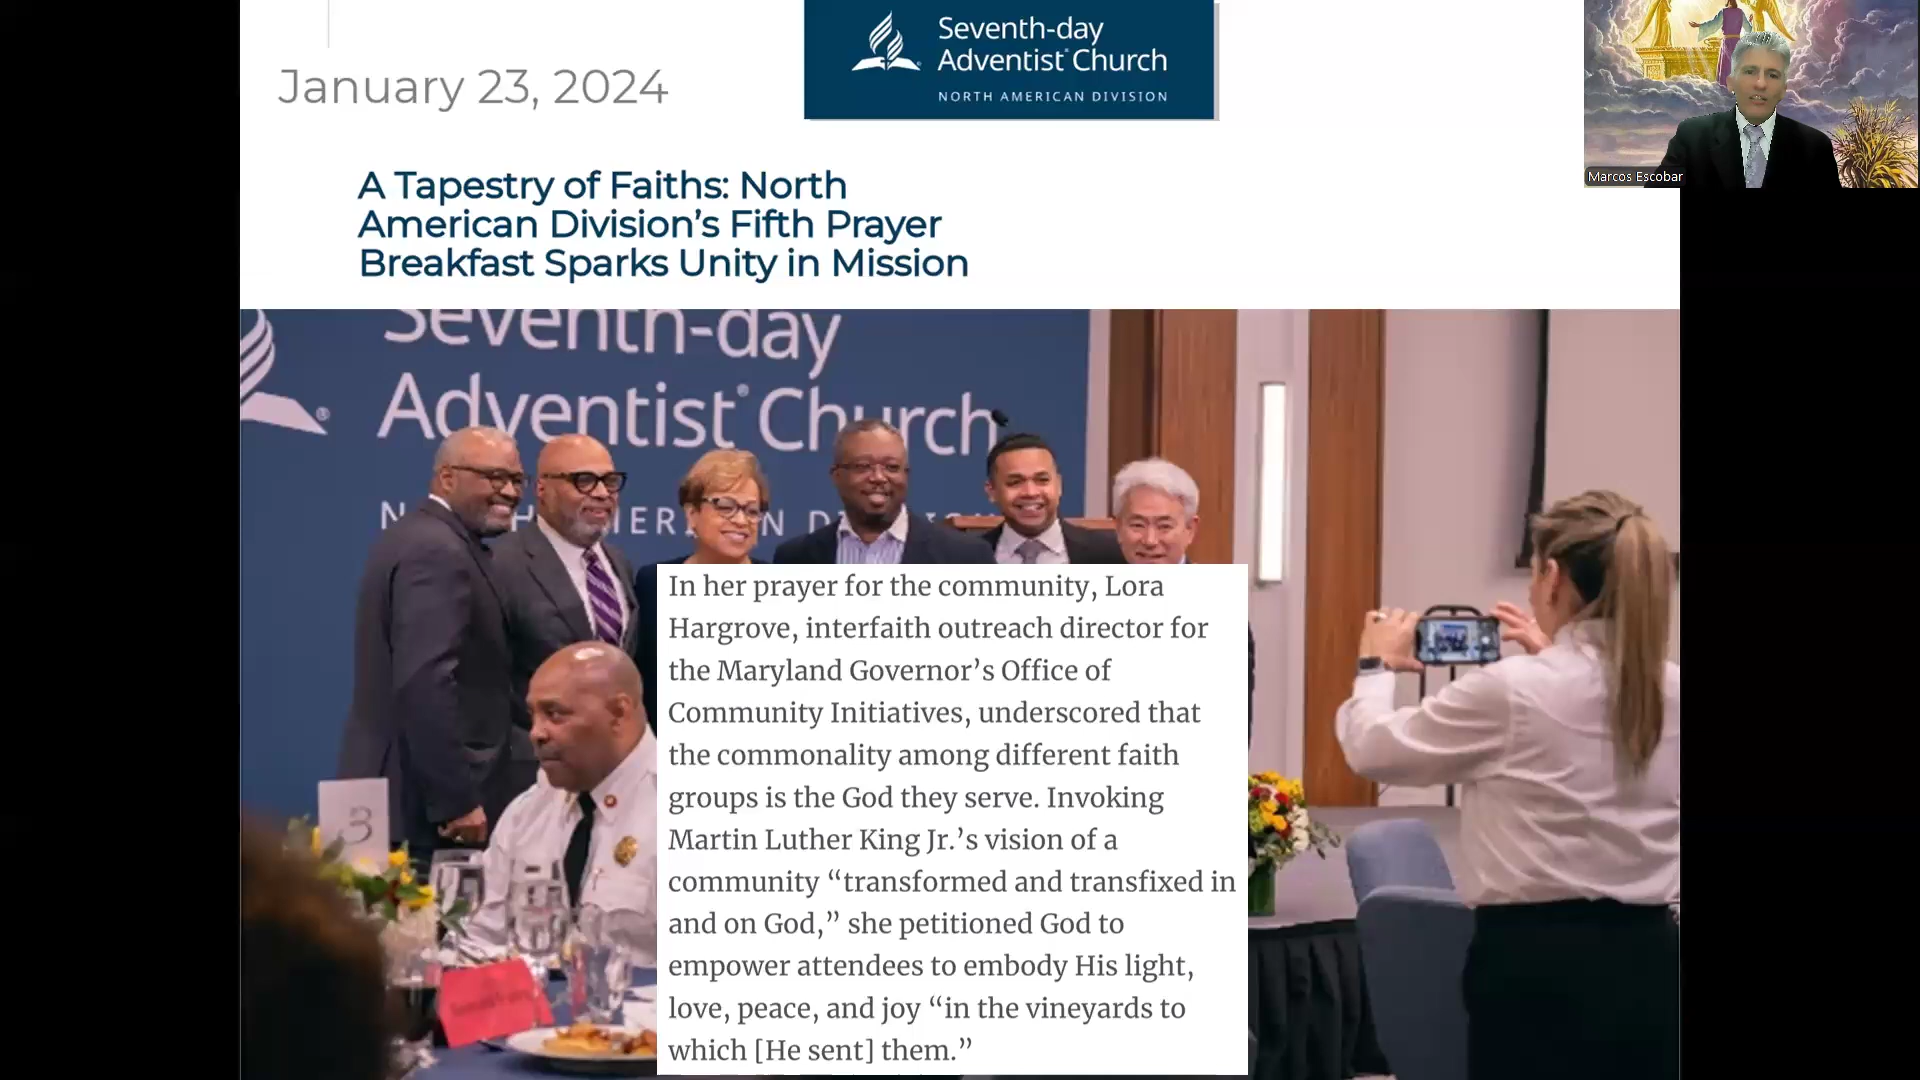 January 23, 2024
Seventh-day
Adventist Church
NORTH AMERICAN DIVISION
Marcos Escobar
A Tapestry of Faiths: North
American Division’s Fifth Prayer
Breakfast Sparks Unity in Mission
Seventh-day
Adventist® Church
3
In her prayer for the community, Lora
Hargrove, interfaith outreach director for
the Maryland Governor’s Office of
Community Initiatives, underscored that
the commonality among different faith
groups is the God they serve. Invoking
Martin Luther King Jr.’s vision of a
community “transformed and transfixed in
and on God,” she petitioned God to
empower attendees to embody His light,
love, peace, and joy “in the vineyards to
which [He sent] them.”